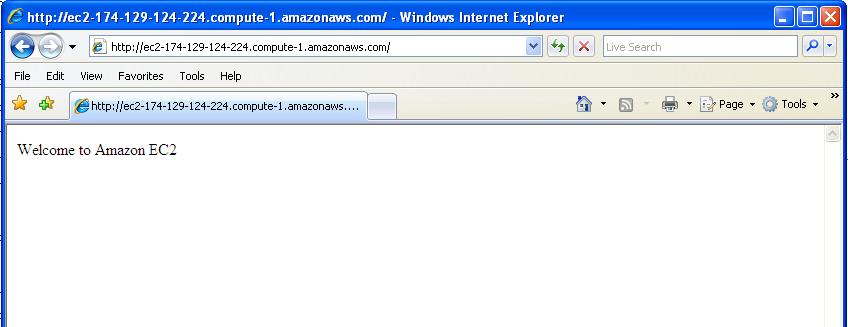 http://ec2-174-129-124-224.compute-1.amazonaws.com/ - Windows Internet Explorer
http://ec2-174-129-124-224.compute-1.amazonaws.com/ Live Search
File Edit View Favorites Tools Help
http://ec2-174-129-124-224.compute-1.amazonaws.... Page Tools »
Welcome to Amazon EC2